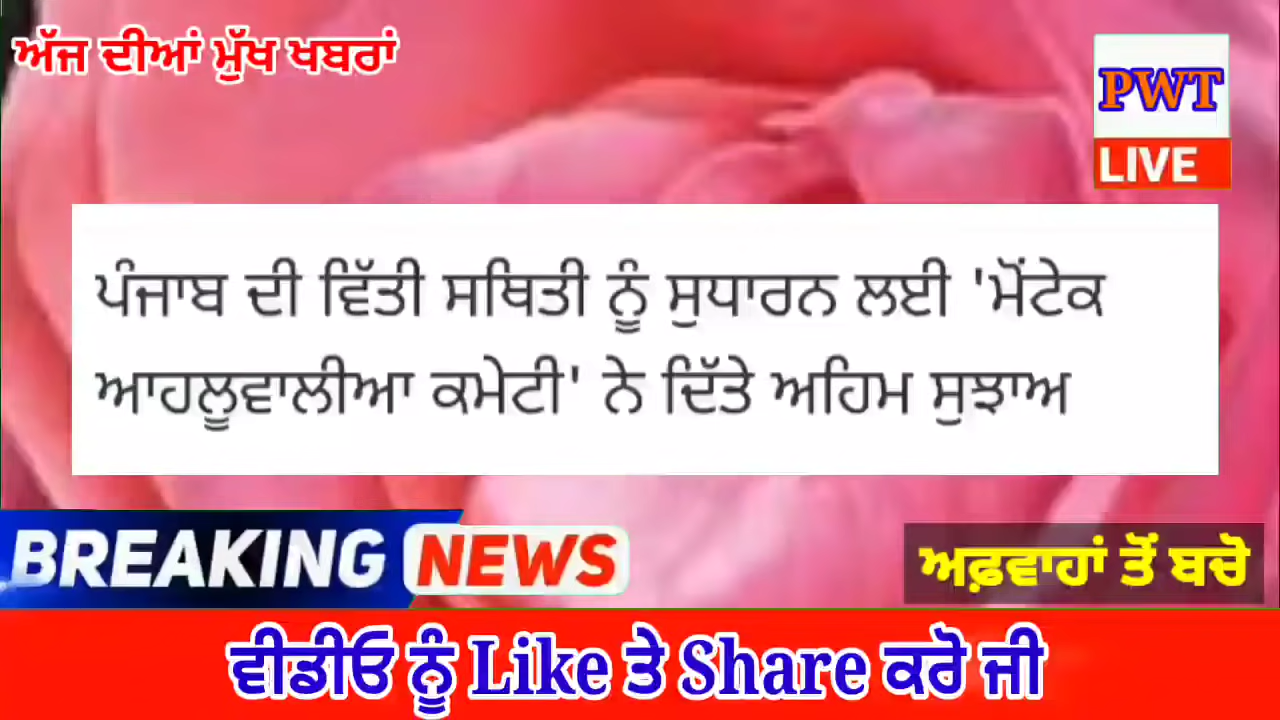 ਅੱਜ ਦੀਆਂ ਮੁੱਖ ਖਬਰਾਂ
PWT
LIVE
ਪੰਜਾਬ ਦੀ ਵਿੱਤੀ ਸਥਿਤੀ ਨੂੰ ਸੁਧਾਰਨ ਲਈ 'ਮੋਂਟੇਕ
ਆਹਲੂਵਾਲੀਆ ਕਮੇਟੀ' ਨੇ ਦਿੱਤੇ ਅਹਿਮ ਸੁਝਾਅ
BREAKING NEWS
ਅਫ਼ਵਾਹਾਂ ਤੋਂ ਬਚੋ
ਵੀਡੀਓ ਨੂੰ Like ਤੇ Share ਕਰੋ ਜੀ